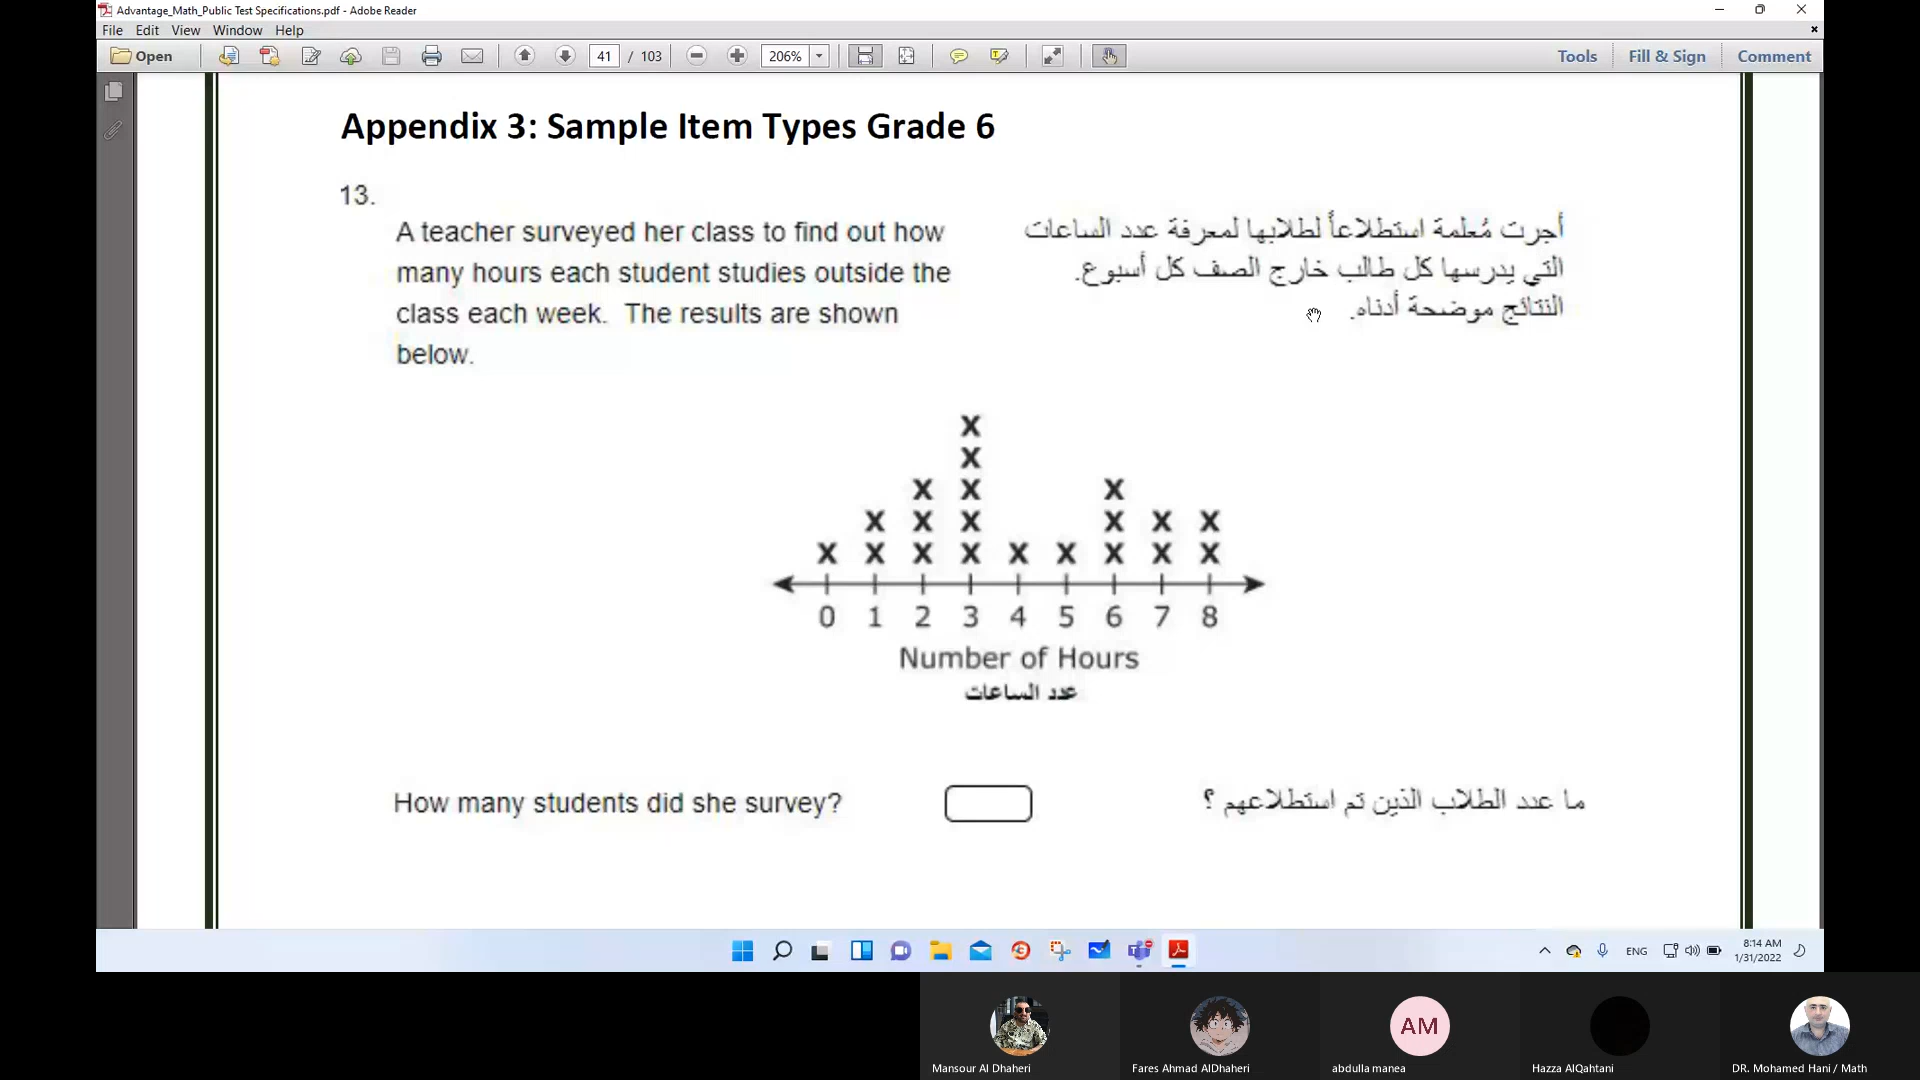 Advantage_Math_Public Test Specifications.pdf - Adobe Reader
File Edit View Window Help
Open 41 / 103 206% Tools Fill & Sign Comment
Appendix 3: Sample Item Types Grade 6
13.
A teacher surveyed her class to find out how
many hours each student studies outside the
class each week. The results are shown
below.
أجرت مُعلمة استطلاعاً لطلابها لمعرفة عدد الساعات
التي يدرسها كل طالب خارج الصف كل أسبوع.
النتائج موضحة أدناه.
X
X
X X X X
X X X X X X
X X X X X X X X X
0 1 2 3 4 5 6 7 8
Number of Hours
عدد الساعات
How many students did she survey?
ما عدد الطلاب الذين تم استطلاعهم ؟
ENG
8:14 AM
1/31/2022
AM
Mansour Al Dhaheri
Fares Ahmad AlDhaheri
abdulla manea
Hazza AlQahtani
DR. Mohamed Hani / Math